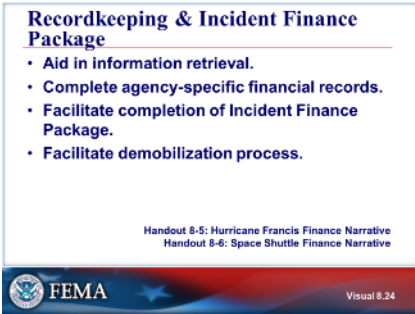 Recordkeeping & Incident Finance
Package
• Aid in information retrieval.
• Complete agency-specific financial records.
• Facilitate completion of Incident Finance
Package.
• Facilitate demobilization process.
Handout 8-5: Hurricane Francis Finance Narrative
Handout 8-6: Space Shuttle Finance Narrative
FEMA
Visual 8.24